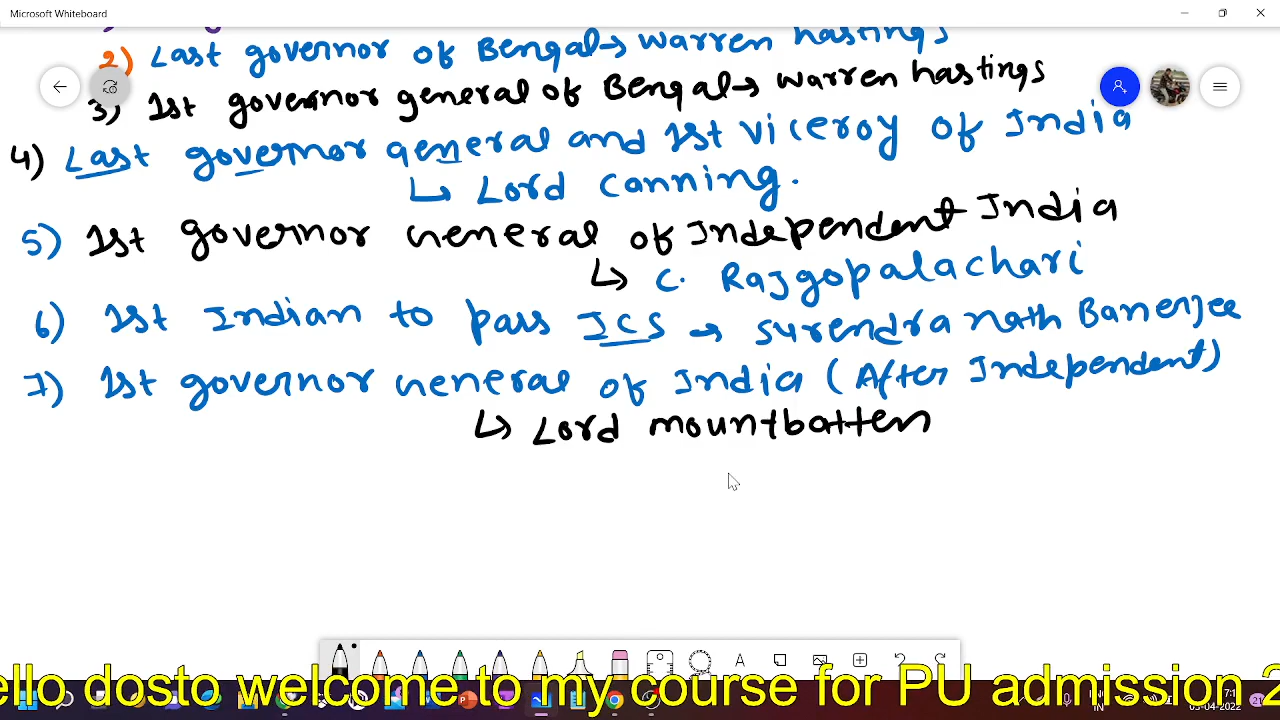 Microsoft Whiteboard
2) Last governor of Bengal → Warren hastings
3) 1st governor general of Bengal → Warren hastings
4) Last governor general and 1st viceroy of India
↳ Lord canning.
5) 1st governor neneral of Independent India
↳ C. Rajgopalachari
6) 1st Indian to pass ICS → Surendra nath Banerjee
7) 1st governor neneral of India (After Independent)
↳ Lord mountbatten
ello dosto welcome to my course for PU admission 2